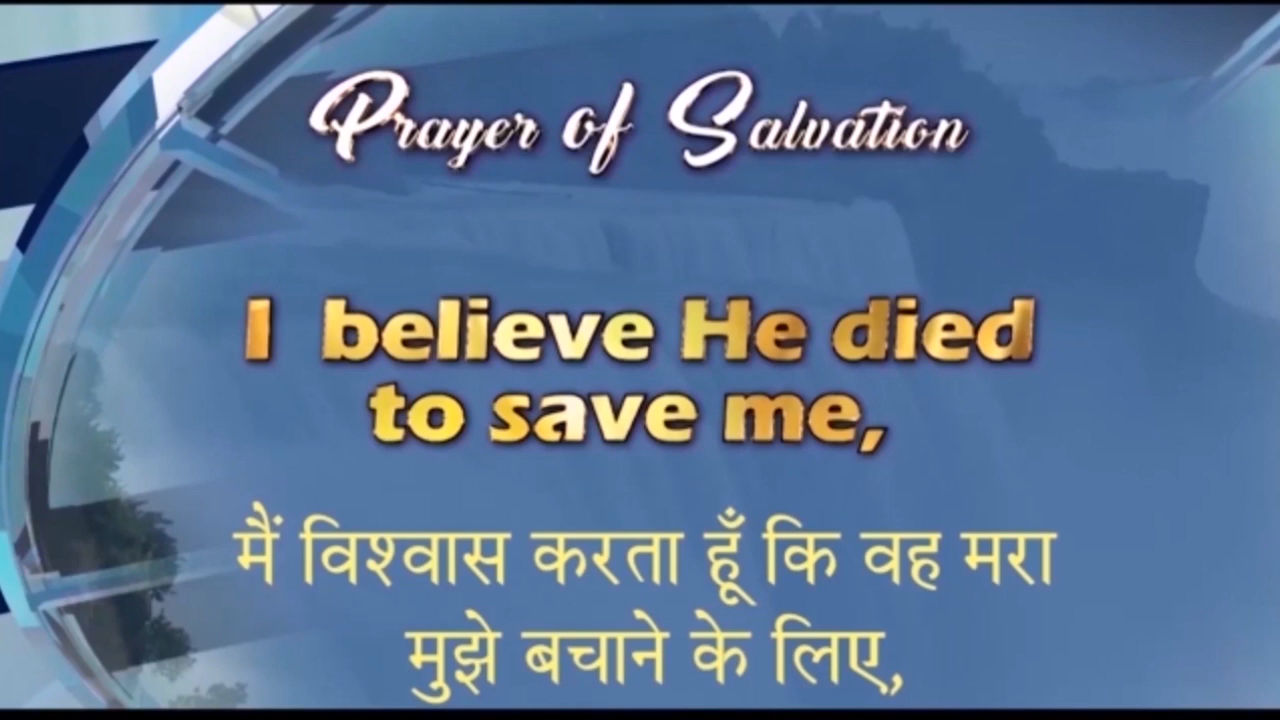 Prayer of Salvation
I believe He died
to save me,
मैं विश्वास करता हूँ कि वह मरा
मुझे बचाने के लिए,